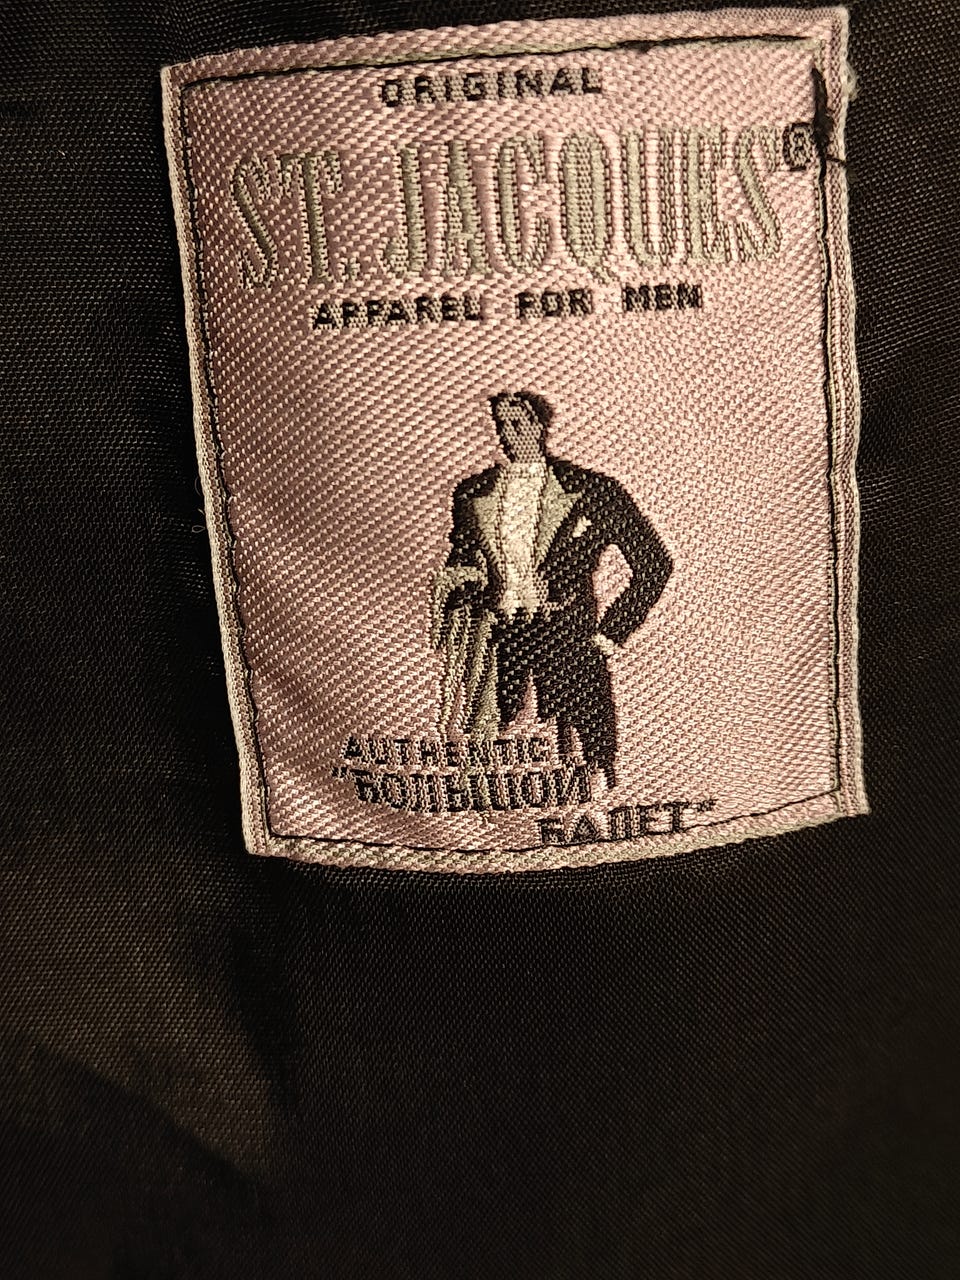 ORIGINAL
ST. JACQUES®
APPAREL FOR MEN
AUTHENTIC
"БОЛЬШОЙ
БАЛЕТ"